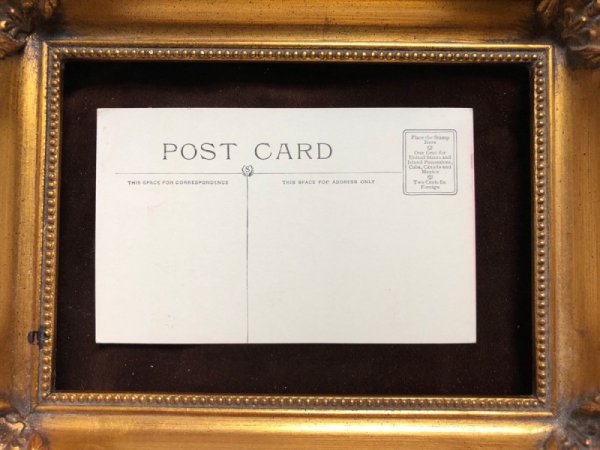 POST CARD
S
THIS SPACE FOR CORRESPONDENCE
THIS SPACE FOR ADDRESS ONLY
Place the Stamp
Here
One Cent for
United States and
Island Possessions,
Cuba, Canada and
Mexico
Two Cents for
Foreign